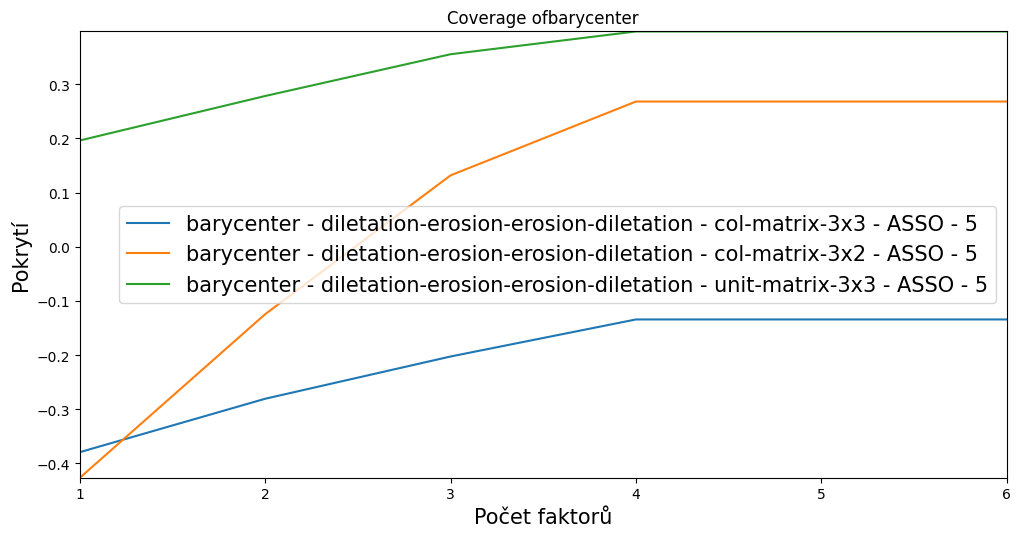 Coverage ofbarycenter
Pokrytí
0.3
0.2
0.1
0.0
−0.1
−0.2
−0.3
−0.4
barycenter - diletation-erosion-erosion-diletation - col-matrix-3x3 - ASSO - 5
barycenter - diletation-erosion-erosion-diletation - col-matrix-3x2 - ASSO - 5
barycenter - diletation-erosion-erosion-diletation - unit-matrix-3x3 - ASSO - 5
1 2 3 4 5 6
Počet faktorů